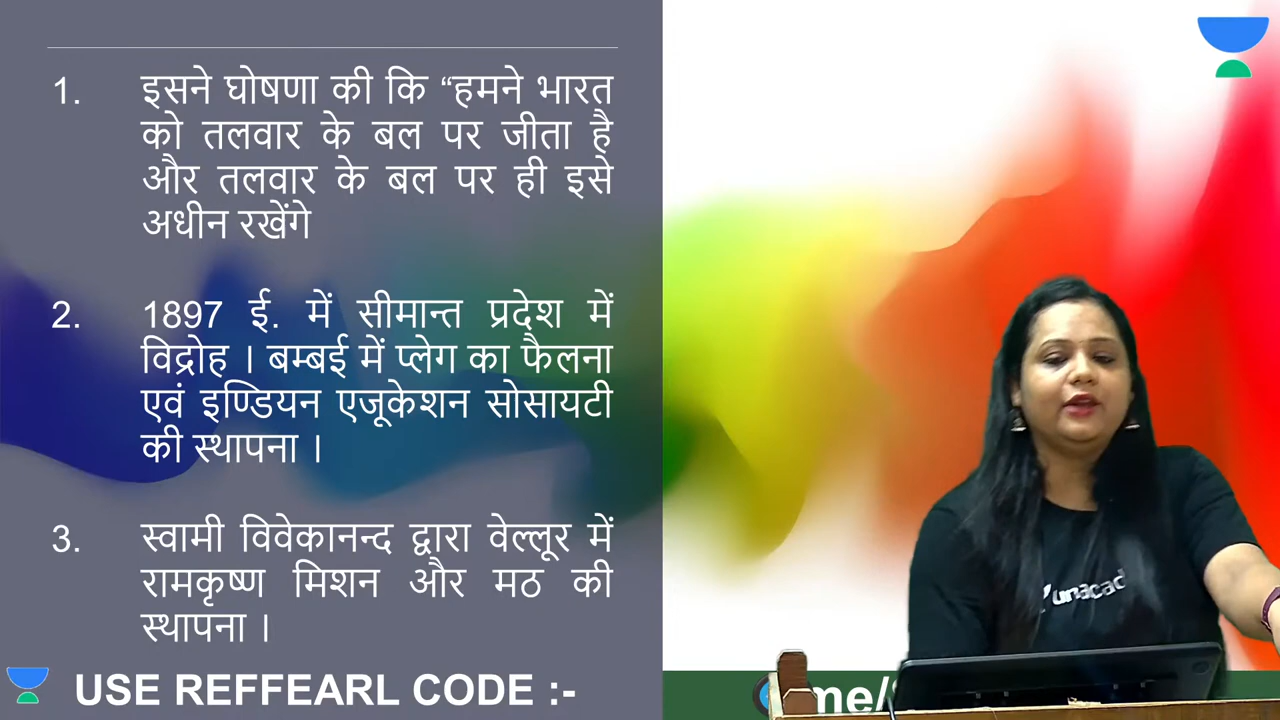 1. इसने घोषणा की कि “हमने भारत
को तलवार के बल पर जीता है
और तलवार के बल पर ही इसे
अधीन रखेंगे
2. 1897 ई. में सीमान्त प्रदेश में
विद्रोह । बम्बई में प्लेग का फैलना
एवं इण्डियन एजूकेशन सोसायटी
की स्थापना ।
3. स्वामी विवेकानन्द द्वारा वेल्लूर में
रामकृष्ण मिशन और मठ की
स्थापना ।
USE REFFEARL CODE :-
unacad
me/